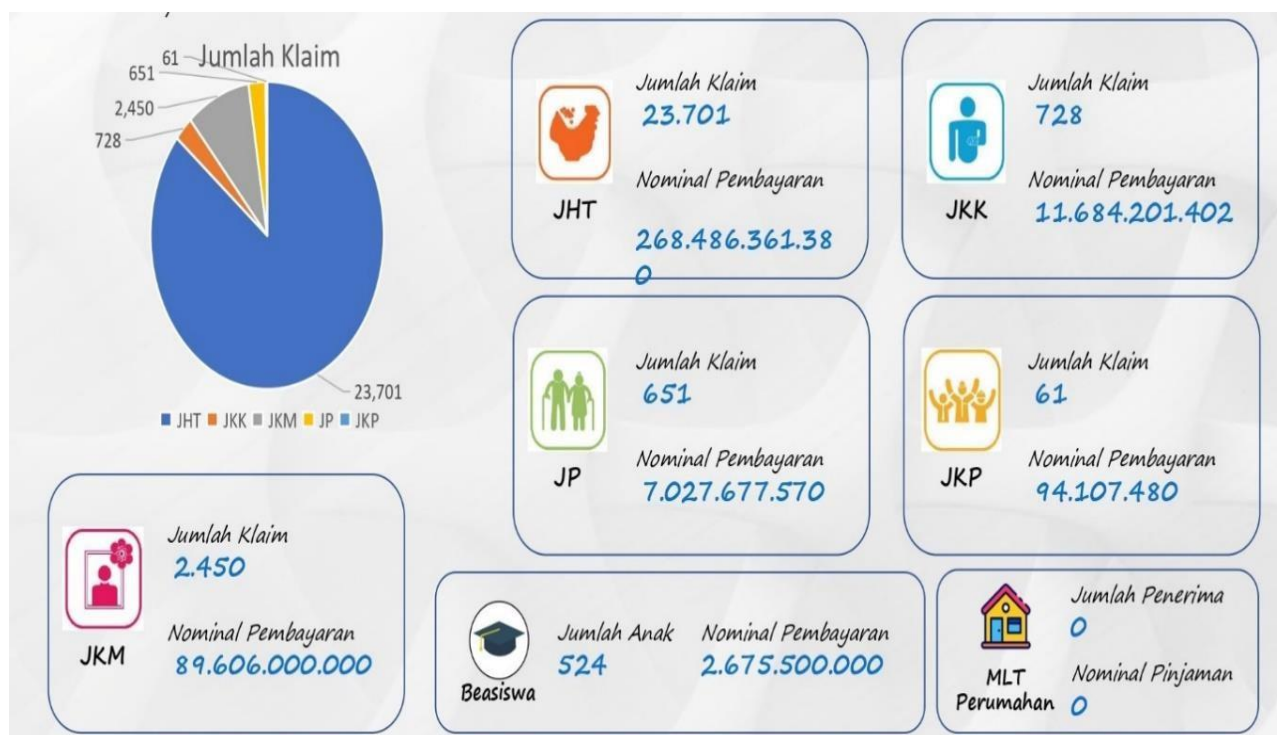 Jumlah Klaim
61
651
2,450
728
23,701
JHT JKK JKM JP JKP
JHT
Jumlah Klaim
23.701
Nominal Pembayaran
268.486.361.38
0
JKK
Jumlah Klaim
728
Nominal Pembayaran
11.684.201.402
JP
Jumlah Klaim
651
Nominal Pembayaran
7.027.677.570
JKP
Jumlah Klaim
61
Nominal Pembayaran
94.107.480
JKM
Jumlah Klaim
2.450
Nominal Pembayaran
89.606.000.000
Beasiswa
Jumlah Anak
524
Nominal Pembayaran
2.675.500.000
MLT
Perumahan
Jumlah Penerima
0
Nominal Pinjaman
0